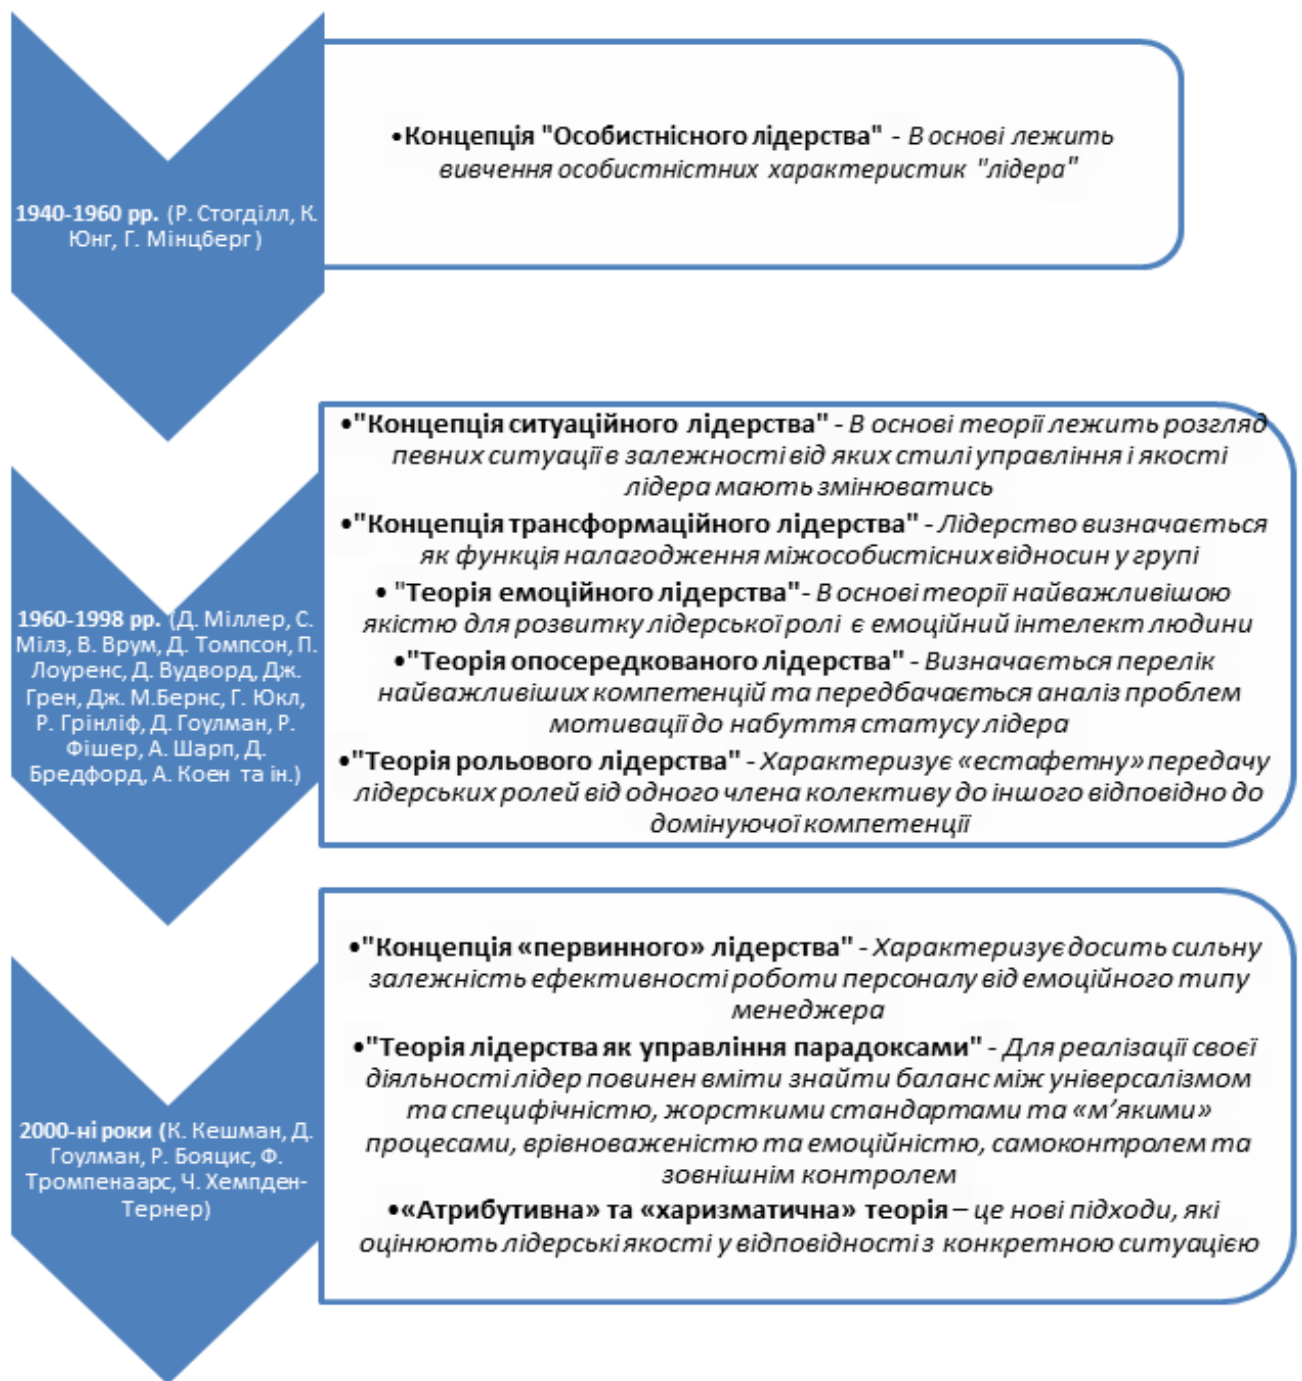 1940-1960 рр. (Р. Стогділл, К.
Юнг, Г. Мінцберг )
•Концепція "Особистнісного лідерства" - В основі лежить
вивчення особистністних характеристик "лідера"
1960-1998 рр. (Д. Міллер, С.
Мілз, В. Врум, Д. Томпсон, П.
Лоуренс, Д. Вудворд, Дж.
Грен, Дж. М.Бернс, Г. Юкл,
Р. Грінліф, Д. Гоулман, Р.
Фішер, А. Шарп, Д.
Бредфорд, А. Коен та ін.)
•"Концепція ситуаційного лідерства" - В основі теорії лежить розгляд
певних ситуації в залежності від яких стилі управління і якості
лідера мають змінюватись
•"Концепція трансформаційного лідерства" - Лідерство визначається
як функція налагодження міжособистісних відносин у групі
• "Теорія емоційного лідерства"- В основі теорії найважливішою
якістю для розвитку лідерської ролі є емоційний інтелект людини
•"Теорія опосередкованого лідерства" - Визначається перелік
найважливіших компетенцій та передбачається аналіз проблем
мотивації до набуття статусу лідера
•"Теорія рольового лідерства" - Характеризує «естафетну» передачу
лідерських ролей від одного члена колективу до іншого відповідно до
домінуючої компетенції
2000-ні роки (К. Кешман, Д.
Гоулман, Р. Бояцис, Ф.
Тромпенаарс, Ч. Хемпден-
Тернер)
•"Концепція «первинного» лідерства" - Характеризує досить сильну
залежність ефективності роботи персоналу від емоційного типу
менеджера
•"Теорія лідерства як управління парадоксами" - Для реалізації своєї
діяльності лідер повинен вміти знайти баланс між універсалізмом
та специфічністю, жорсткими стандартами та «м’якими»
процесами, врівноваженістю та емоційністю, самоконтролем та
зовнішнім контролем
•«Атрибутивна» та «харизматична» теорія – це нові підходи, які
оцінюють лідерські якості у відповідності з конкретною ситуацією